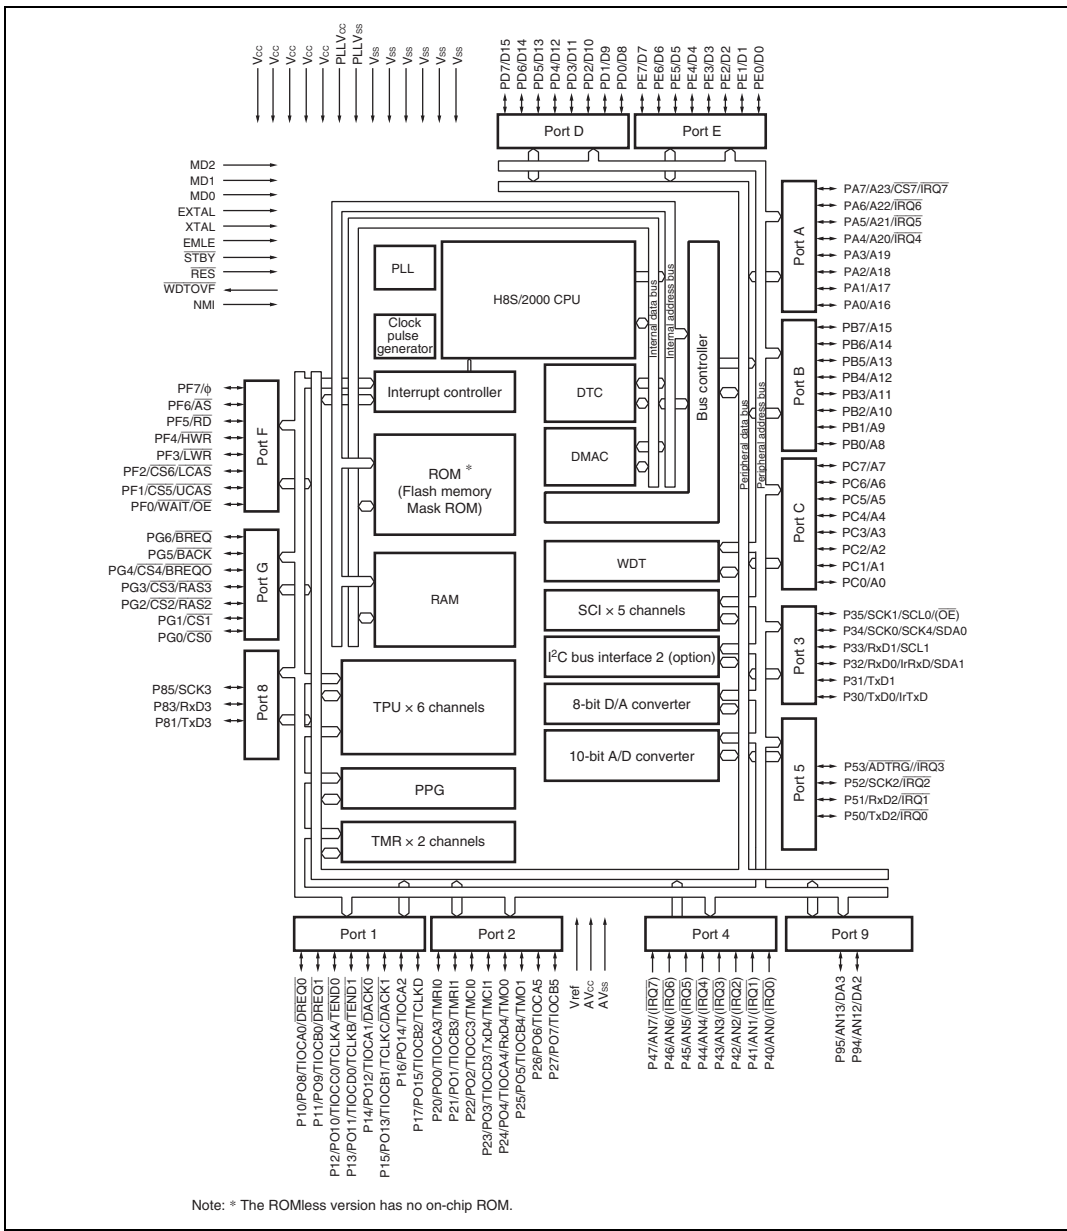 Vcc
Vcc
Vcc
Vcc
Vcc
PLLVcc
PLLVss
Vss
Vss
Vss
Vss
Vss
Vss
PD7/D15
PD6/D14
PD5/D13
PD4/D12
PD3/D11
PD2/D10
PD1/D9
PD0/D8
PE7/D7
PE6/D6
PE5/D5
PE4/D4
PE3/D3
PE2/D2
PE1/D1
PE0/D0
Port D
Port E
MD2
MD1
MD0
EXTAL
XTAL
EMLE
STBY
RES
WDTOVF
NMI
PLL
H8S/2000 CPU
Clock
pulse
generator
Interrupt controller
Internal data bus
Internal address bus
Bus controller
DTC
DMAC
ROM *
(Flash memory
Mask ROM)
RAM
Peripheral data bus
Peripheral address bus
WDT
SCI × 5 channels
I2C bus interface 2 (option)
8-bit D/A converter
10-bit A/D converter
TPU × 6 channels
PPG
TMR × 2 channels
Port A
PA7/A23/CS7/IRQ7
PA6/A22/IRQ6
PA5/A21/IRQ5
PA4/A20/IRQ4
PA3/A19
PA2/A18
PA1/A17
PA0/A16
Port B
PB7/A15
PB6/A14
PB5/A13
PB4/A12
PB3/A11
PB2/A10
PB1/A9
PB0/A8
Port C
PC7/A7
PC6/A6
PC5/A5
PC4/A4
PC3/A3
PC2/A2
PC1/A1
PC0/A0
Port 3
P35/SCK1/SCL0/(OE)
P34/SCK0/SCK4/SDA0
P33/RxD1/SCL1
P32/RxD0/IrRxD/SDA1
P31/TxD1
P30/TxD0/IrTxD
Port 5
P53/ADTRG//IRQ3
P52/SCK2/IRQ2
P51/RxD2/IRQ1
P50/TxD2/IRQ0
PF7/ϕ
PF6/AS
PF5/RD
PF4/HWR
PF3/LWR
PF2/CS6/LCAS
PF1/CS5/UCAS
PF0/WAIT/OE
Port F
PG6/BREQ
PG5/BACK
PG4/CS4/BREQO
PG3/CS3/RAS3
PG2/CS2/RAS2
PG1/CS1
PG0/CS0
Port G
P85/SCK3
P83/RxD3
P81/TxD3
Port 8
Port 1
Port 2
Port 4
Port 9
P10/PO8/TIOCA0/DREQ0
P11/PO9/TIOCB0/DREQ1
P12/PO10/TIOCC0/TCLKA/TEND0
P13/PO11/TIOCD0/TCLKB/TEND1
P14/PO12/TIOCA1/DACK0
P15/PO13/TIOCB1/TCLKC/DACK1
P16/PO14/TIOCA2
P17/PO15/TIOCB2/TCLKD
P20/PO0/TIOCA3/TMRI0
P21/PO1/TIOCB3/TMRI1
P22/PO2/TIOCC3/TMCI0
P23/PO3/TIOCD3/TxD4/TMCI1
P24/PO4/TIOCA4/RxD4/TMO0
P25/PO5/TIOCB4/TMO1
P26/PO6/TIOCA5
P27/PO7/TIOCB5
Vref
AVcc
AVss
P47/AN7/(IRQ7)
P46/AN6/(IRQ6)
P45/AN5/(IRQ5)
P44/AN4/(IRQ4)
P43/AN3/(IRQ3)
P42/AN2/(IRQ2)
P41/AN1/(IRQ1)
P40/AN0/(IRQ0)
P95/AN13/DA3
P94/AN12/DA2
Note: * The ROMless version has no on-chip ROM.